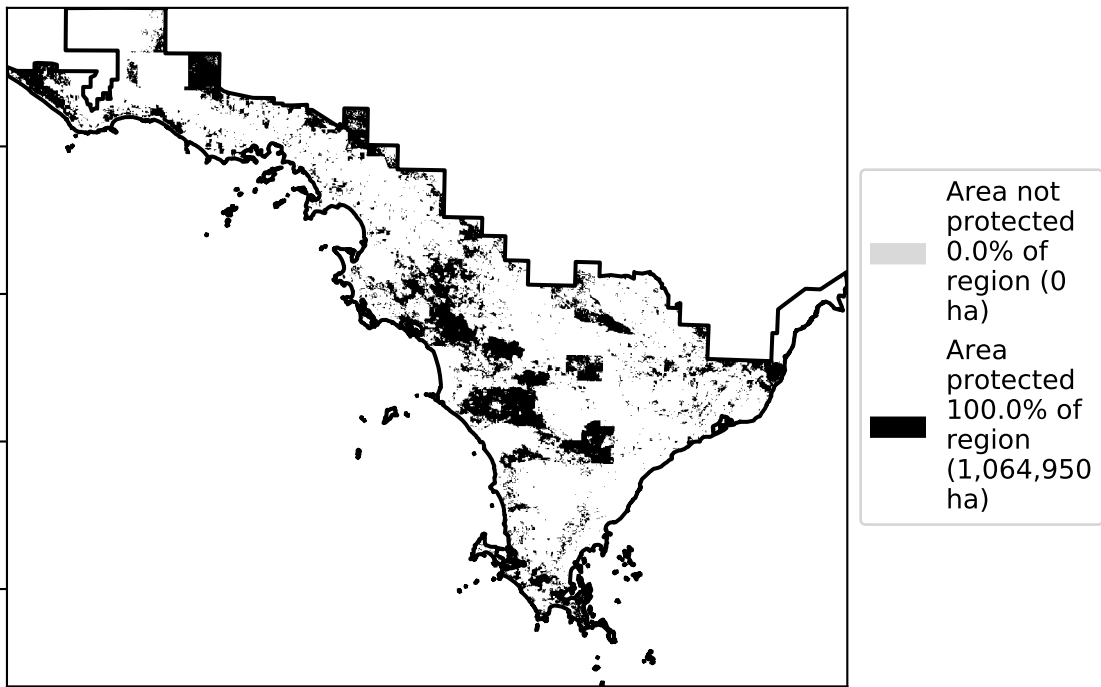 Area not
protected
0.0% of
region (0
ha)
Area
protected
100.0% of
region
(1,064,950
ha)